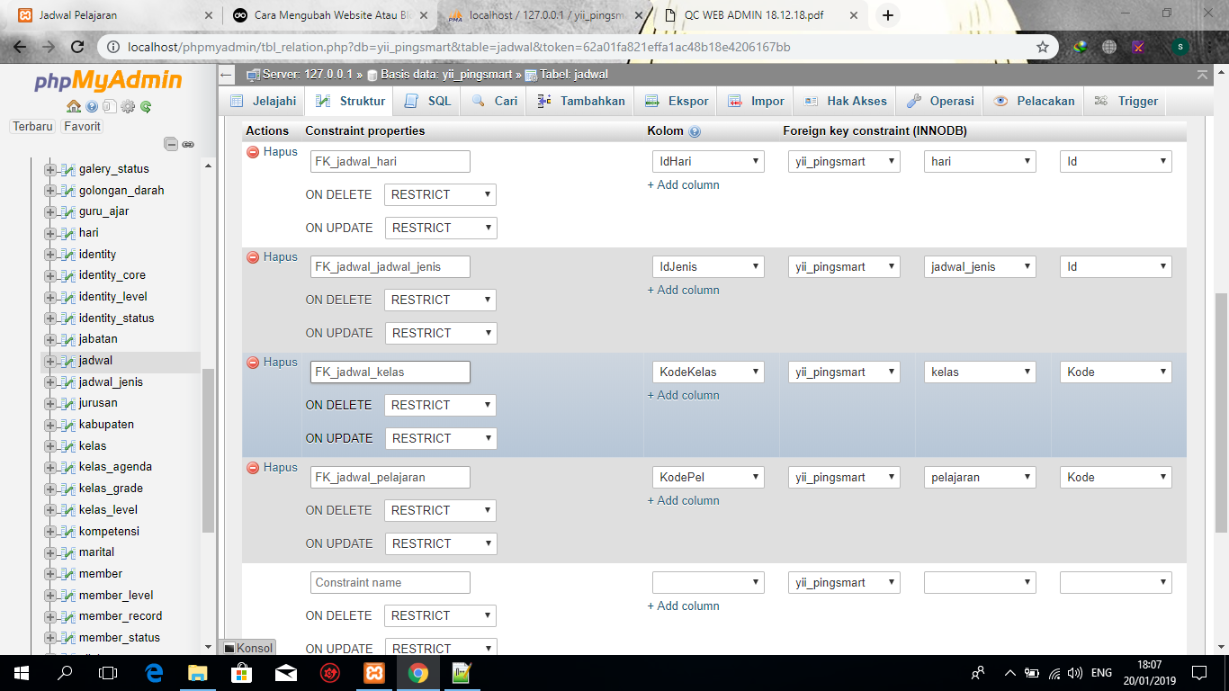 Jadwal Pelajaran
Cara Mengubah Website Atau Bl
localhost / 127.0.0.1 / yii_pingsm
QC WEB ADMIN 18.12.18.pdf
localhost/phpmyadmin/tbl_relation.php?db=yii_pingsmart&table=jadwal&token=62a01fa821effa1ac48b18e4206167bb
phpMyAdmin
Terbaru Favorit
galery_status
golongan_darah
guru_ajar
hari
identity
identity_core
identity_level
identity_status
jabatan
jadwal
jadwal_jenis
jurusan
kabupaten
kelas
kelas_agenda
kelas_grade
kelas_level
kompetensi
marital
member
member_level
member_record
member_status
Server: 127.0.0.1 » Basis data: yii_pingsmart » Tabel: jadwal
Jelajahi Struktur SQL Cari Tambahkan Ekspor Impor Hak Akses Operasi Pelacakan Trigger
Actions Constraint properties Kolom Foreign key constraint (INNODB)
Hapus FK_jadwal_hari IdHari yii_pingsmart hari Id
ON DELETE RESTRICT + Add column
ON UPDATE RESTRICT
Hapus FK_jadwal_jadwal_jenis IdJenis yii_pingsmart jadwal_jenis Id
ON DELETE RESTRICT + Add column
ON UPDATE RESTRICT
Hapus FK_jadwal_kelas KodeKelas yii_pingsmart kelas Kode
ON DELETE RESTRICT + Add column
ON UPDATE RESTRICT
Hapus FK_jadwal_pelajaran KodePel yii_pingsmart pelajaran Kode
ON DELETE RESTRICT + Add column
ON UPDATE RESTRICT
Constraint name yii_pingsmart
ON DELETE RESTRICT + Add column
ON UPDATE RESTRICT
Konsol
ENG
18:07
20/01/2019